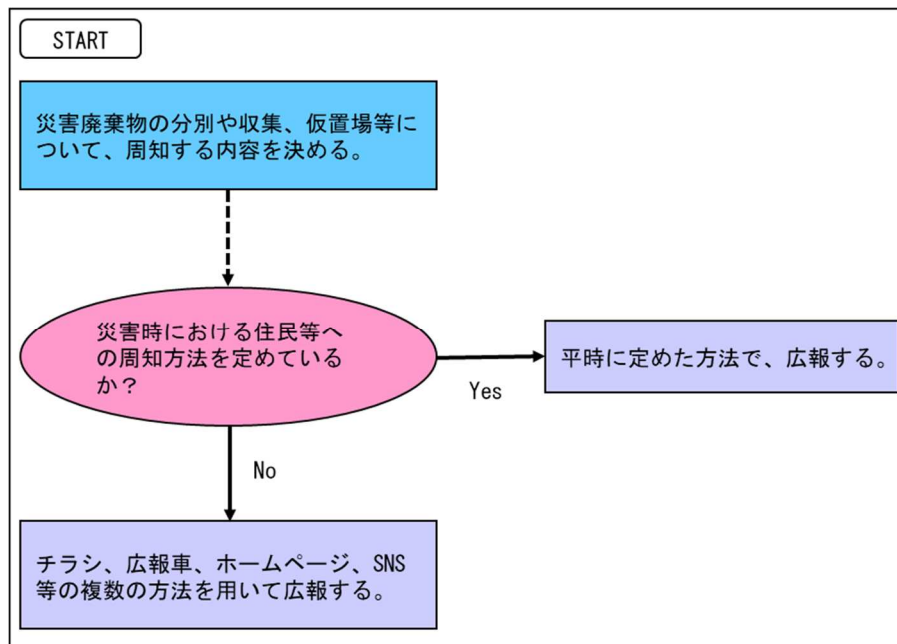 START
災害廃棄物の分別や収集、仮置場等に
ついて、周知する内容を決める。
災害時における住民等へ
の周知方法を定めている
か？
Yes
平時に定めた方法で、広報する。
No
チラシ、広報車、ホームページ、SNS
等の複数の方法を用いて広報する。